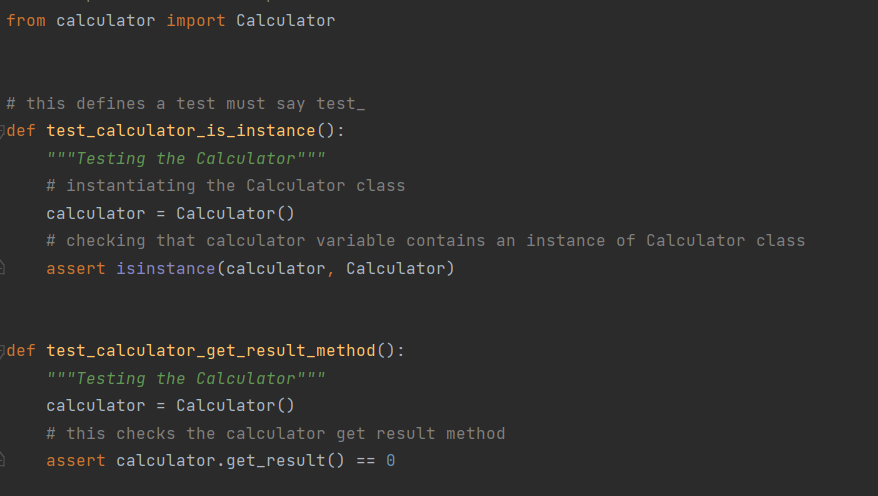 from calculator import Calculator
# this defines a test must say test_
def test_calculator_is_instance():
"""Testing the Calculator"""
# instantiating the Calculator class
calculator = Calculator()
# checking that calculator variable contains an instance of Calculator class
assert isinstance(calculator, Calculator)
def test_calculator_get_result_method():
"""Testing the Calculator"""
calculator = Calculator()
# this checks the calculator get result method
assert calculator.get_result() == 0